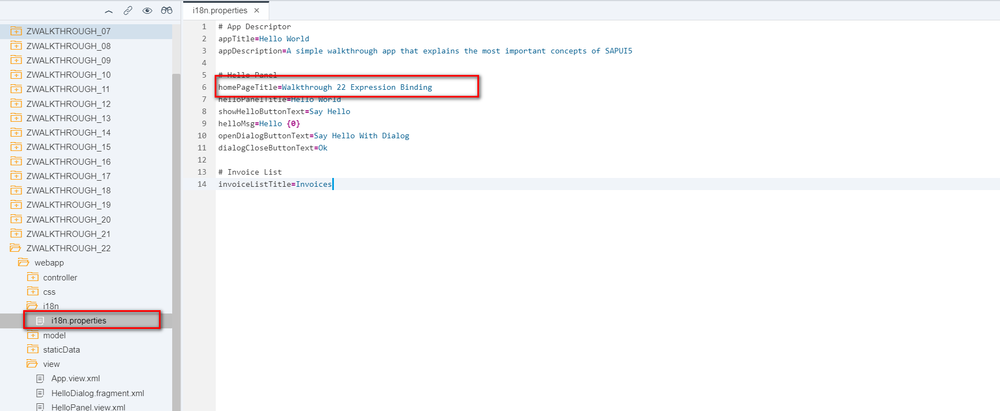 i18n.properties ×
ZWALKTHROUGH_07
ZWALKTHROUGH_08
ZWALKTHROUGH_09
ZWALKTHROUGH_10
ZWALKTHROUGH_11
ZWALKTHROUGH_12
ZWALKTHROUGH_13
ZWALKTHROUGH_14
ZWALKTHROUGH_15
ZWALKTHROUGH_16
ZWALKTHROUGH_17
ZWALKTHROUGH_18
ZWALKTHROUGH_19
ZWALKTHROUGH_20
ZWALKTHROUGH_21
ZWALKTHROUGH_22
webapp
controller
css
i18n
i18n.properties
model
staticData
view
App.view.xml
HelloDialog.fragment.xml
HelloPanel.view.xml
1 # App Descriptor
2 appTitle=Hello World
3 appDescription=A simple walkthrough app that explains the most important concepts of SAPUI5
4
5 # Hello Panel
6 homePageTitle=Walkthrough 22 Expression Binding
7 helloPanelTitle=Hello World
8 showHelloButtonText=Say Hello
9 helloMsg=Hello {0}
10 openDialogButtonText=Say Hello With Dialog
11 dialogCloseButtonText=Ok
12
13 # Invoice List
14 invoiceListTitle=Invoices